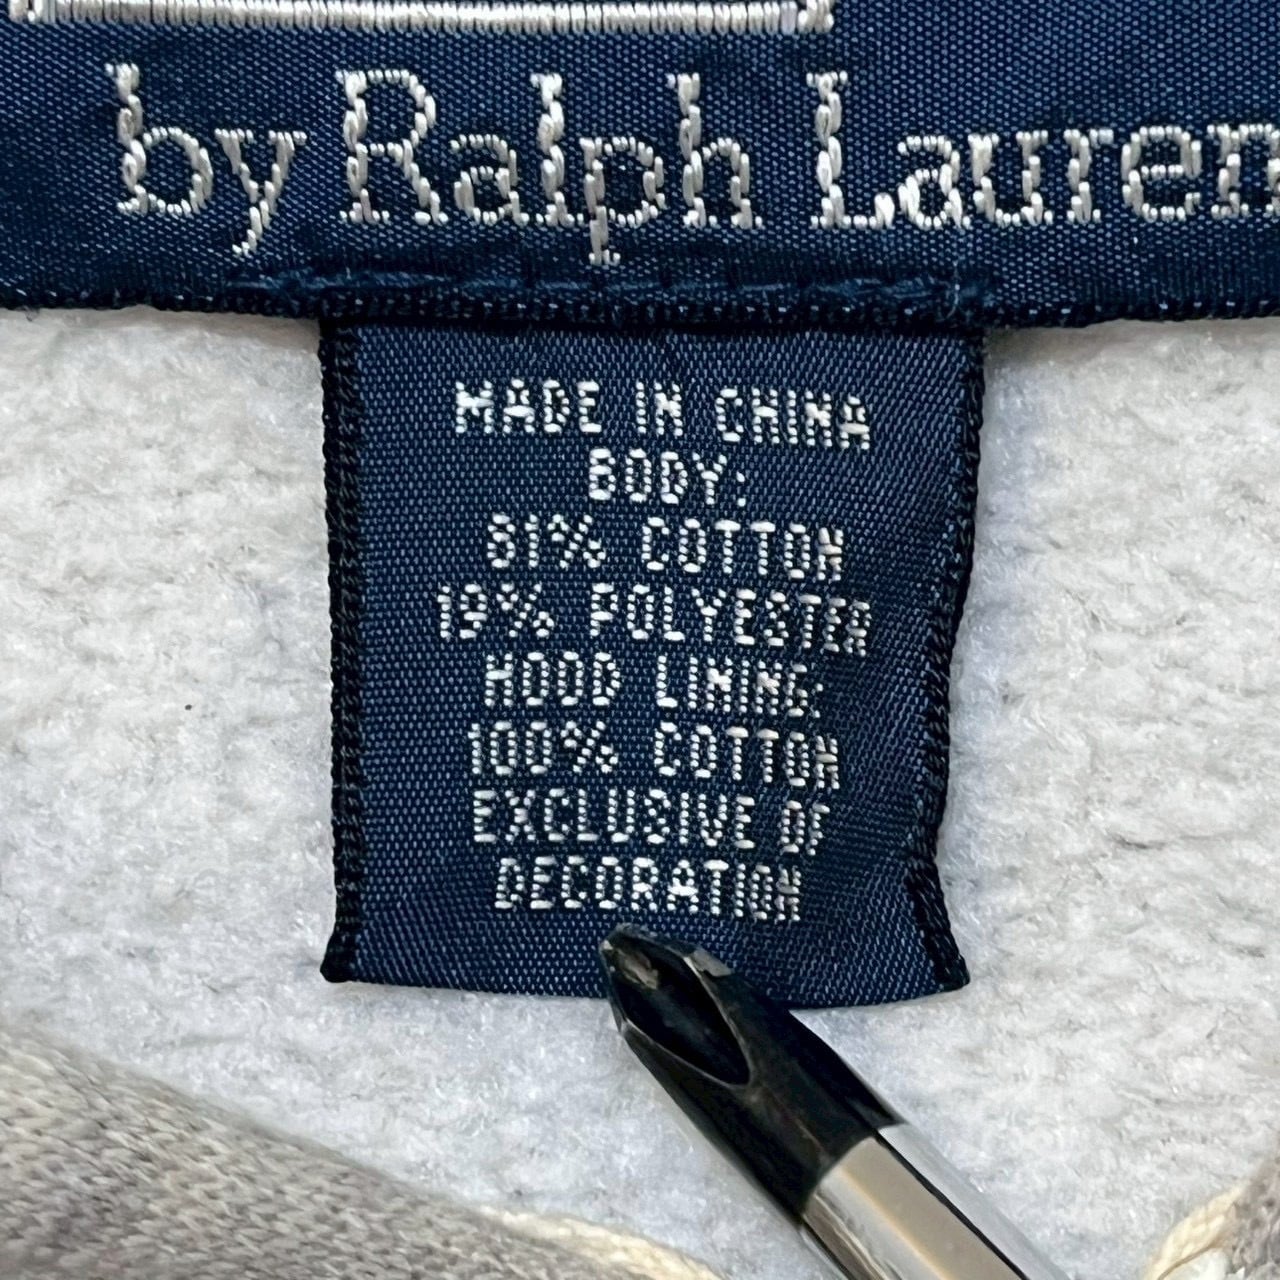 by Ralph Lauren
MADE IN CHINA
BODY:
81% COTTON
19% POLYESTER
HOOD LINING:
100% COTTON
EXCLUSIVE OF
DECORATION